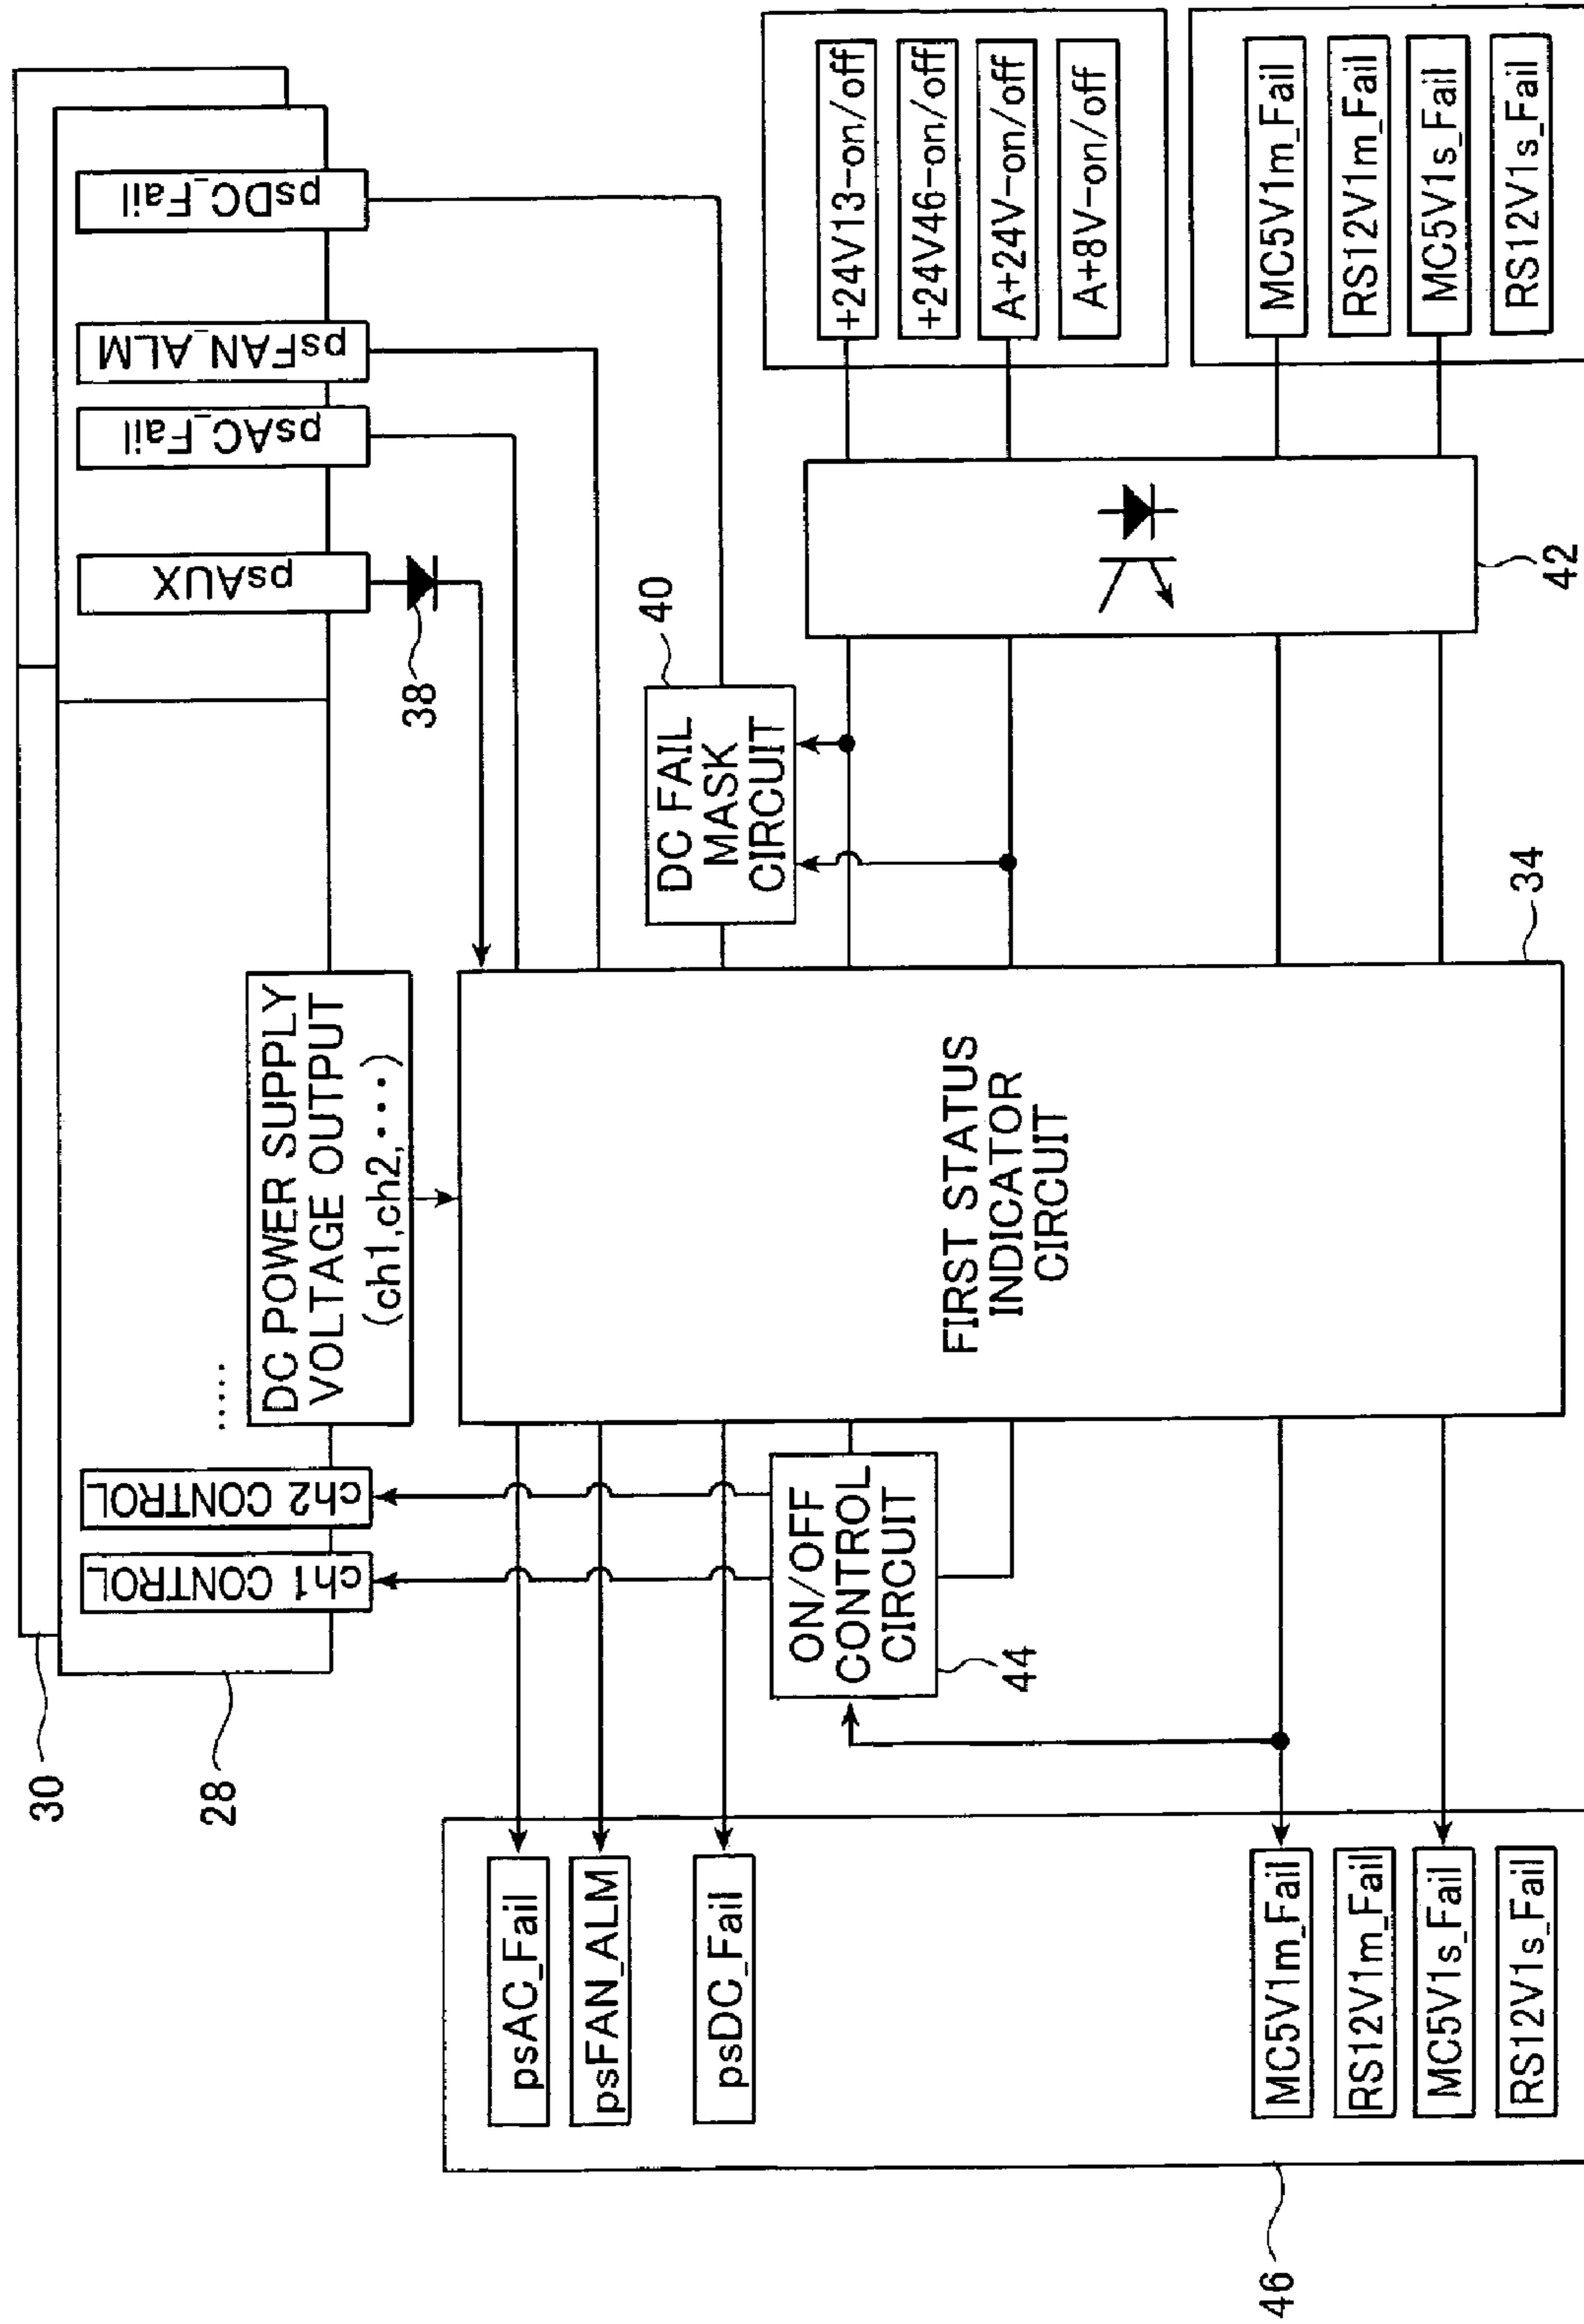 30
28
ch1 CONTROL
ch2 CONTROL
.....
DC POWER SUPPLY
VOLTAGE OUTPUT
(ch1,ch2,･･･)
psAUX
psAC_Fail
psFAN_ALM
psDC_Fail
38
40
DC FAIL
MASK
CIRCUIT
+24V13-on/off
+24V46-on/off
A+24V-on/off
A+8V-on/off
MC5V1m_Fail
RS12V1m_Fail
MC5V1s_Fail
RS12V1s_Fail
42
34
FIRST STATUS
INDICATOR
CIRCUIT
ON/OFF
CONTROL
CIRCUIT
44
psAC_Fail
psFAN_ALM
psDC_Fail
MC5V1m_Fail
RS12V1m_Fail
MC5V1s_Fail
RS12V1s_Fail
46